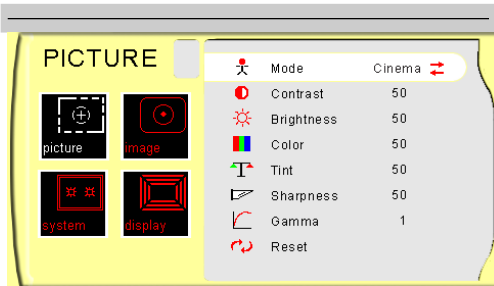 PICTURE
picture
image
system
display
Mode Cinema
Contrast 50
Brightness 50
Color 50
Tint 50
Sharpness 50
Gamma 1
Reset